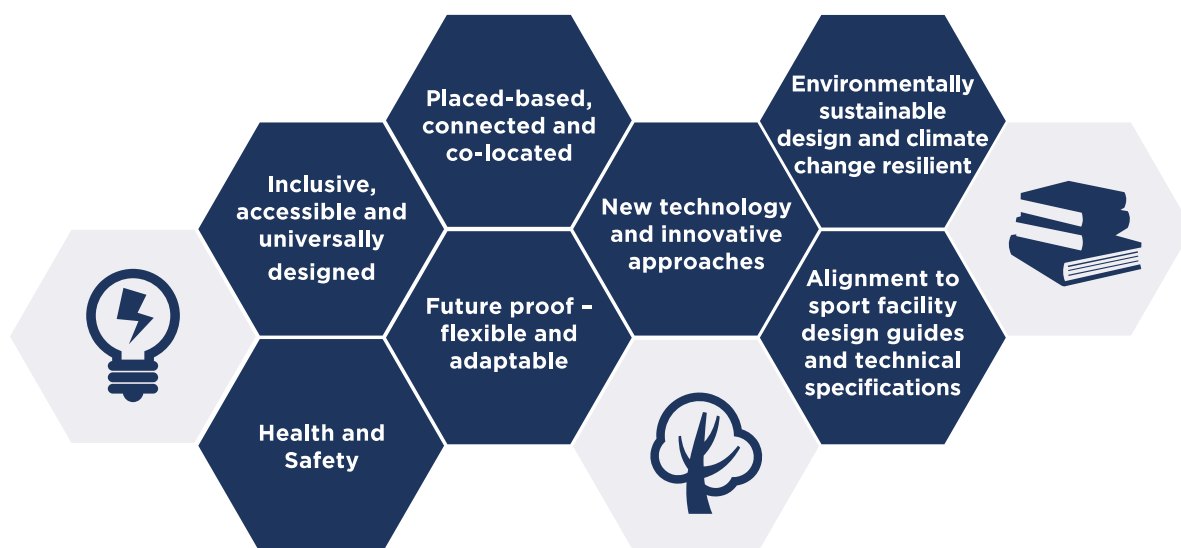 Placed-based,
connected and
co-located
Environmentally
sustainable
design and climate
change resilient
Inclusive,
accessible and
universally
designed
New technology
and innovative
approaches
Future proof –
flexible and
adaptable
Alignment to
sport facility
design guides
and technical
specifications
Health and
Safety